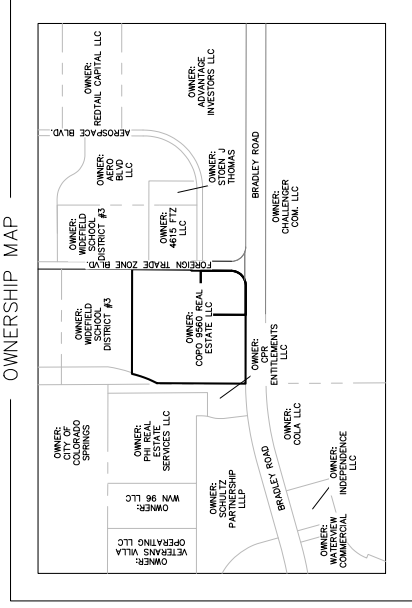 OWNERSHIP MAP
OWNER:
CITY OF
COLORADO
SPRINGS
OWNER:
WIDEFIELD
SCHOOL
DISTRICT #3
OWNER:
WIDEFIELD
SCHOOL
DISTRICT #3
OWNER:
AERO
BLVD
LLC
OWNER:
REDTAIL CAPITAL LLC
AEROSPACE BLVD.
OWNER:
VETERANS VILLA
OPERATING LLC
OWNER:
WVN 96 LLC
OWNER:
PHI REAL
ESTATE
SERVICES LLC
FOREIGN TRADE ZONE BLVD.
OWNER:
4615 FTZ
LLC
OWNER:
STOEN J
THOMAS
OWNER:
ADVANTAGE
INVESTORS LLC
OWNER:
SCHULTZ
PARTNERSHIP
LLLP
OWNER:
COPO 9560 REAL
ESTATE LLC
BRADLEY ROAD
OWNER:
CPR
ENTITLEMENTS
LLC
OWNER:
CHALLENGER
COM. LLC
BRADLEY ROAD
OWNER:
COLA LLC
OWNER:
WATERVIEW
COMMERCIAL
OWNER:
INDEPENDENCE
LLC